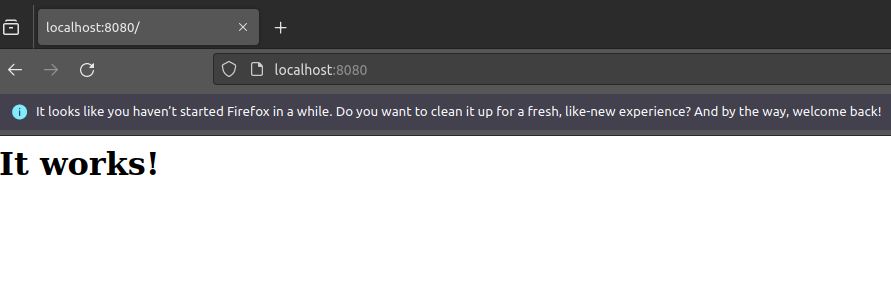 localhost:8080/
localhost:8080
It looks like you haven’t started Firefox in a while. Do you want to clean it up for a fresh, like-new experience? And by the way, welcome back!
It works!